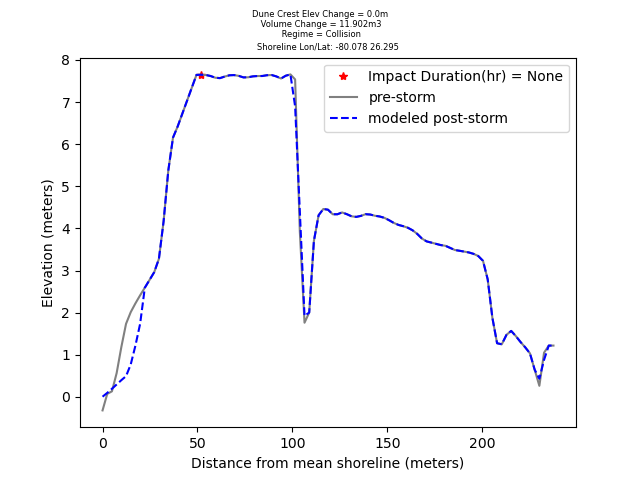 Dune Crest Elev Change = 0.0m
Volume Change = 11.902m3
Regime = Collision
Shoreline Lon/Lat: -80.078 26.295
Impact Duration(hr) = None
pre-storm
modeled post-storm
Elevation (meters)
8
7
6
5
4
3
2
1
0
0 50 100 150 200
Distance from mean shoreline (meters)